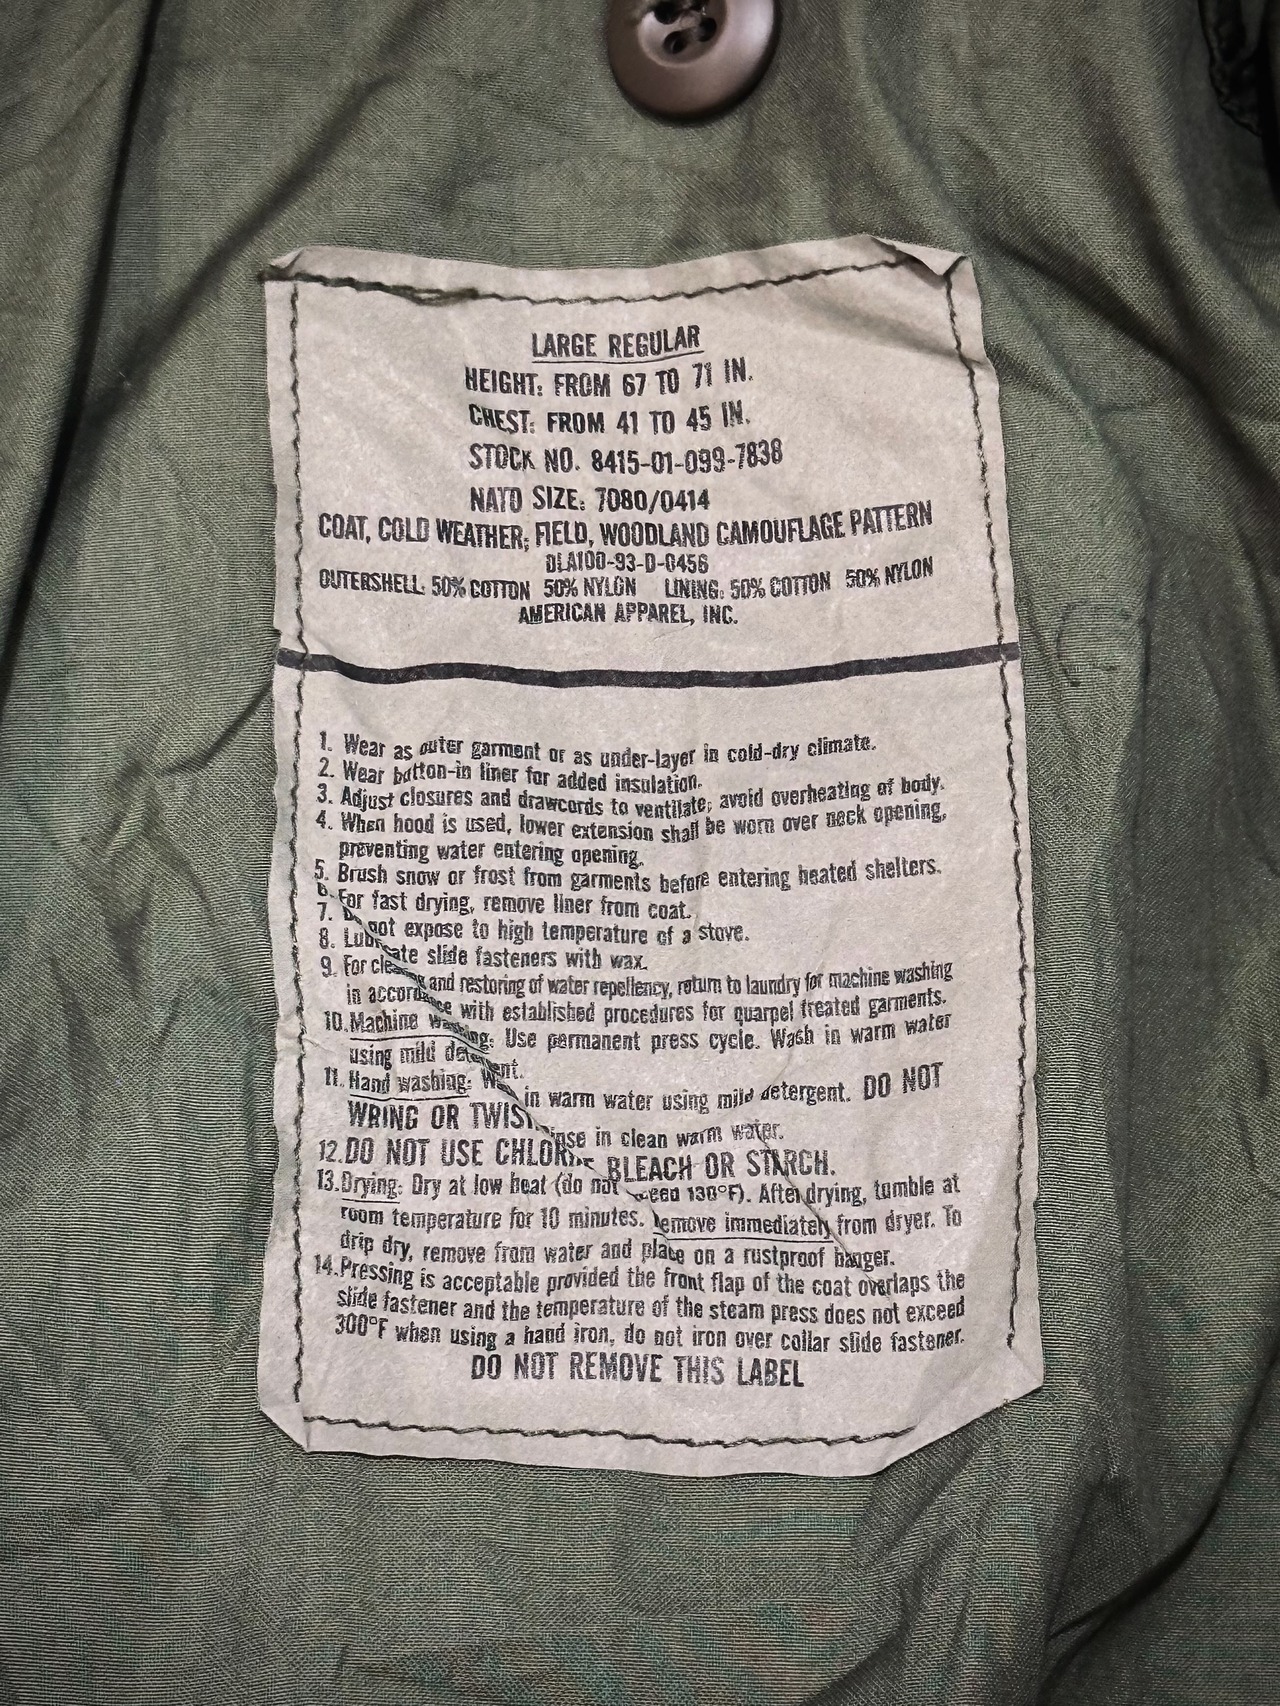 LARGE REGULAR
HEIGHT: FROM 67 TO 71 IN.
CHEST: FROM 41 TO 45 IN.
STOCK NO. 8415-01-099-7838
NATO SIZE: 7080/0414
COAT, COLD WEATHER; FIELD, WOODLAND CAMOUFLAGE PATTERN
DLA100-93-D-0456
OUTERSHELL: 50% COTTON 50% NYLON LINING: 50% COTTON 50% NYLON
AMERICAN APPAREL, INC.
1. Wear as outer garment or as under-layer in cold-dry climate.
2. Wear button-in liner for added insulation.
3. Adjust closures and drawcords to ventilate; avoid overheating of body.
4. When hood is used, lower extension shall be worn over neck opening,
preventing water entering opening.
5. Brush snow or frost from garments before entering heated shelters.
6. For fast drying, remove liner from coat.
7. Do not expose to high temperature of a stove.
8. Lubricate slide fasteners with wax.
9. For cleaning and restoring of water repellency, return to laundry for machine washing
in accordance with established procedures for quarpel treated garments.
10. Machine washing: Use permanent press cycle. Wash in warm water
using mild detergent.
11. Hand washing: in warm water using mild detergent. DO NOT
WRING OR TWIST. in clean warm water.
12. DO NOT USE CHLORINE BLEACH OR STARCH.
13. Drying: Dry at low heat (do not 130°F). After drying, tumble at
room temperature for 10 minutes. Remove immediately from dryer. To
drip dry, remove from water and place on a rustproof hanger.
14. Pressing is acceptable provided the front flap of the coat overlaps the
slide fastener and the temperature of the steam press does not exceed
300°F when using a hand iron, do not iron over collar slide fastener.
DO NOT REMOVE THIS LABEL